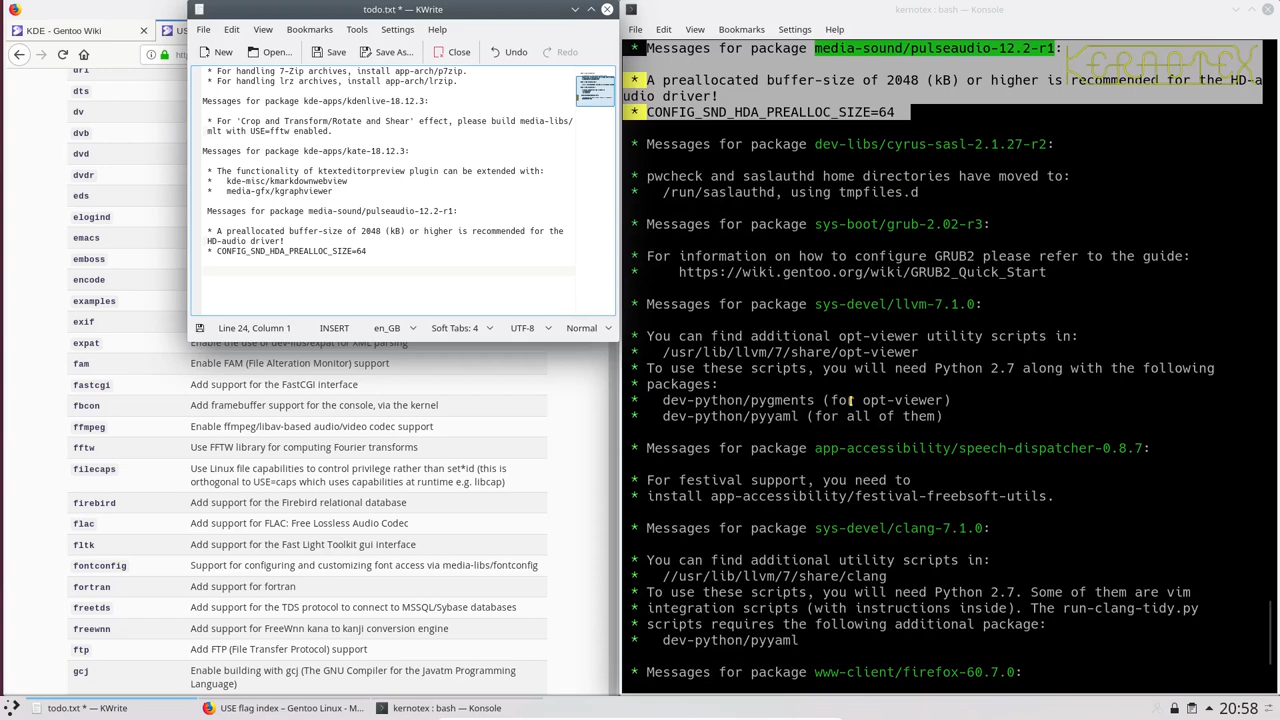 todo.txt * — KWrite
File Edit View Bookmarks Tools Settings Help
New Open... Save Save As... Close Undo Redo
* For handling 7-Zip archives, install app-arch/p7zip.
* For handling lrz archives, install app-arch/lrzip.
Messages for package kde-apps/kdenlive-18.12.3:
* For 'Crop and Transform/Rotate and Shear' effect, please build media-libs/
mlt with USE=fftw enabled.
Messages for package kde-apps/kate-18.12.3:
* The functionality of ktexteditorpreview plugin can be extended with:
* kde-misc/kmarkdownwebview
* media-gfx/kgraphviewer
Messages for package media-sound/pulseaudio-12.2-r1:
* A preallocated buffer-size of 2048 (kB) or higher is recommended for the
HD-audio driver!
* CONFIG_SND_HDA_PREALLOC_SIZE=64
Line 24, Column 1 INSERT en_GB Soft Tabs: 4 UTF-8 Normal
KDE – Gentoo Wiki
US
dri
dts
dv
dvb
dvd
dvdr
eds
elogind
emacs
emboss
encode
examples
exif
expat Enable the use of dev-libs/expat for XML parsing
fam Enable FAM (File Alteration Monitor) support
fastcgi Add support for the FastCGI interface
fbcon Add framebuffer support for the console, via the kernel
ffmpeg Enable ffmpeg/libav-based audio/video codec support
fftw Use FFTW library for computing Fourier transforms
filecaps Use Linux file capabilities to control privilege rather than set*id (this is
orthogonal to USE=caps which uses capabilities at runtime e.g. libcap)
firebird Add support for the Firebird relational database
flac Add support for FLAC: Free Lossless Audio Codec
fltk Add support for the Fast Light Toolkit gui interface
fontconfig Support for configuring and customizing font access via media-libs/fontconfig
fortran Add support for fortran
freetds Add support for the TDS protocol to connect to MSSQL/Sybase databases
freewnn Add support for FreeWnn kana to kanji conversion engine
ftp Add FTP (File Transfer Protocol) support
gcj Enable building with gcj (The GNU Compiler for the Javatm Programming
Language)
kernotex : bash — Konsole
File Edit View Bookmarks Settings Help
KERNOTEX
* Messages for package media-sound/pulseaudio-12.2-r1:
* A preallocated buffer-size of 2048 (kB) or higher is recommended for the HD-a
udio driver!
* CONFIG_SND_HDA_PREALLOC_SIZE=64
* Messages for package dev-libs/cyrus-sasl-2.1.27-r2:
* pwcheck and saslauthd home directories have moved to:
* /run/saslauthd, using tmpfiles.d
* Messages for package sys-boot/grub-2.02-r3:
* For information on how to configure GRUB2 please refer to the guide:
* https://wiki.gentoo.org/wiki/GRUB2_Quick_Start
* Messages for package sys-devel/llvm-7.1.0:
* You can find additional opt-viewer utility scripts in:
* /usr/lib/llvm/7/share/opt-viewer
* To use these scripts, you will need Python 2.7 along with the following
* packages:
* dev-python/pygments (for opt-viewer)
* dev-python/pyyaml (for all of them)
* Messages for package app-accessibility/speech-dispatcher-0.8.7:
* For festival support, you need to
* install app-accessibility/festival-freebsoft-utils.
* Messages for package sys-devel/clang-7.1.0:
* You can find additional utility scripts in:
* //usr/lib/llvm/7/share/clang
* To use these scripts, you will need Python 2.7. Some of them are vim
* integration scripts (with instructions inside). The run-clang-tidy.py
* scripts requires the following additional package:
* dev-python/pyyaml
* Messages for package www-client/firefox-60.7.0:
todo.txt * — KWrite USE flag index – Gentoo Linux - M... kernotex : bash — Konsole 20:58